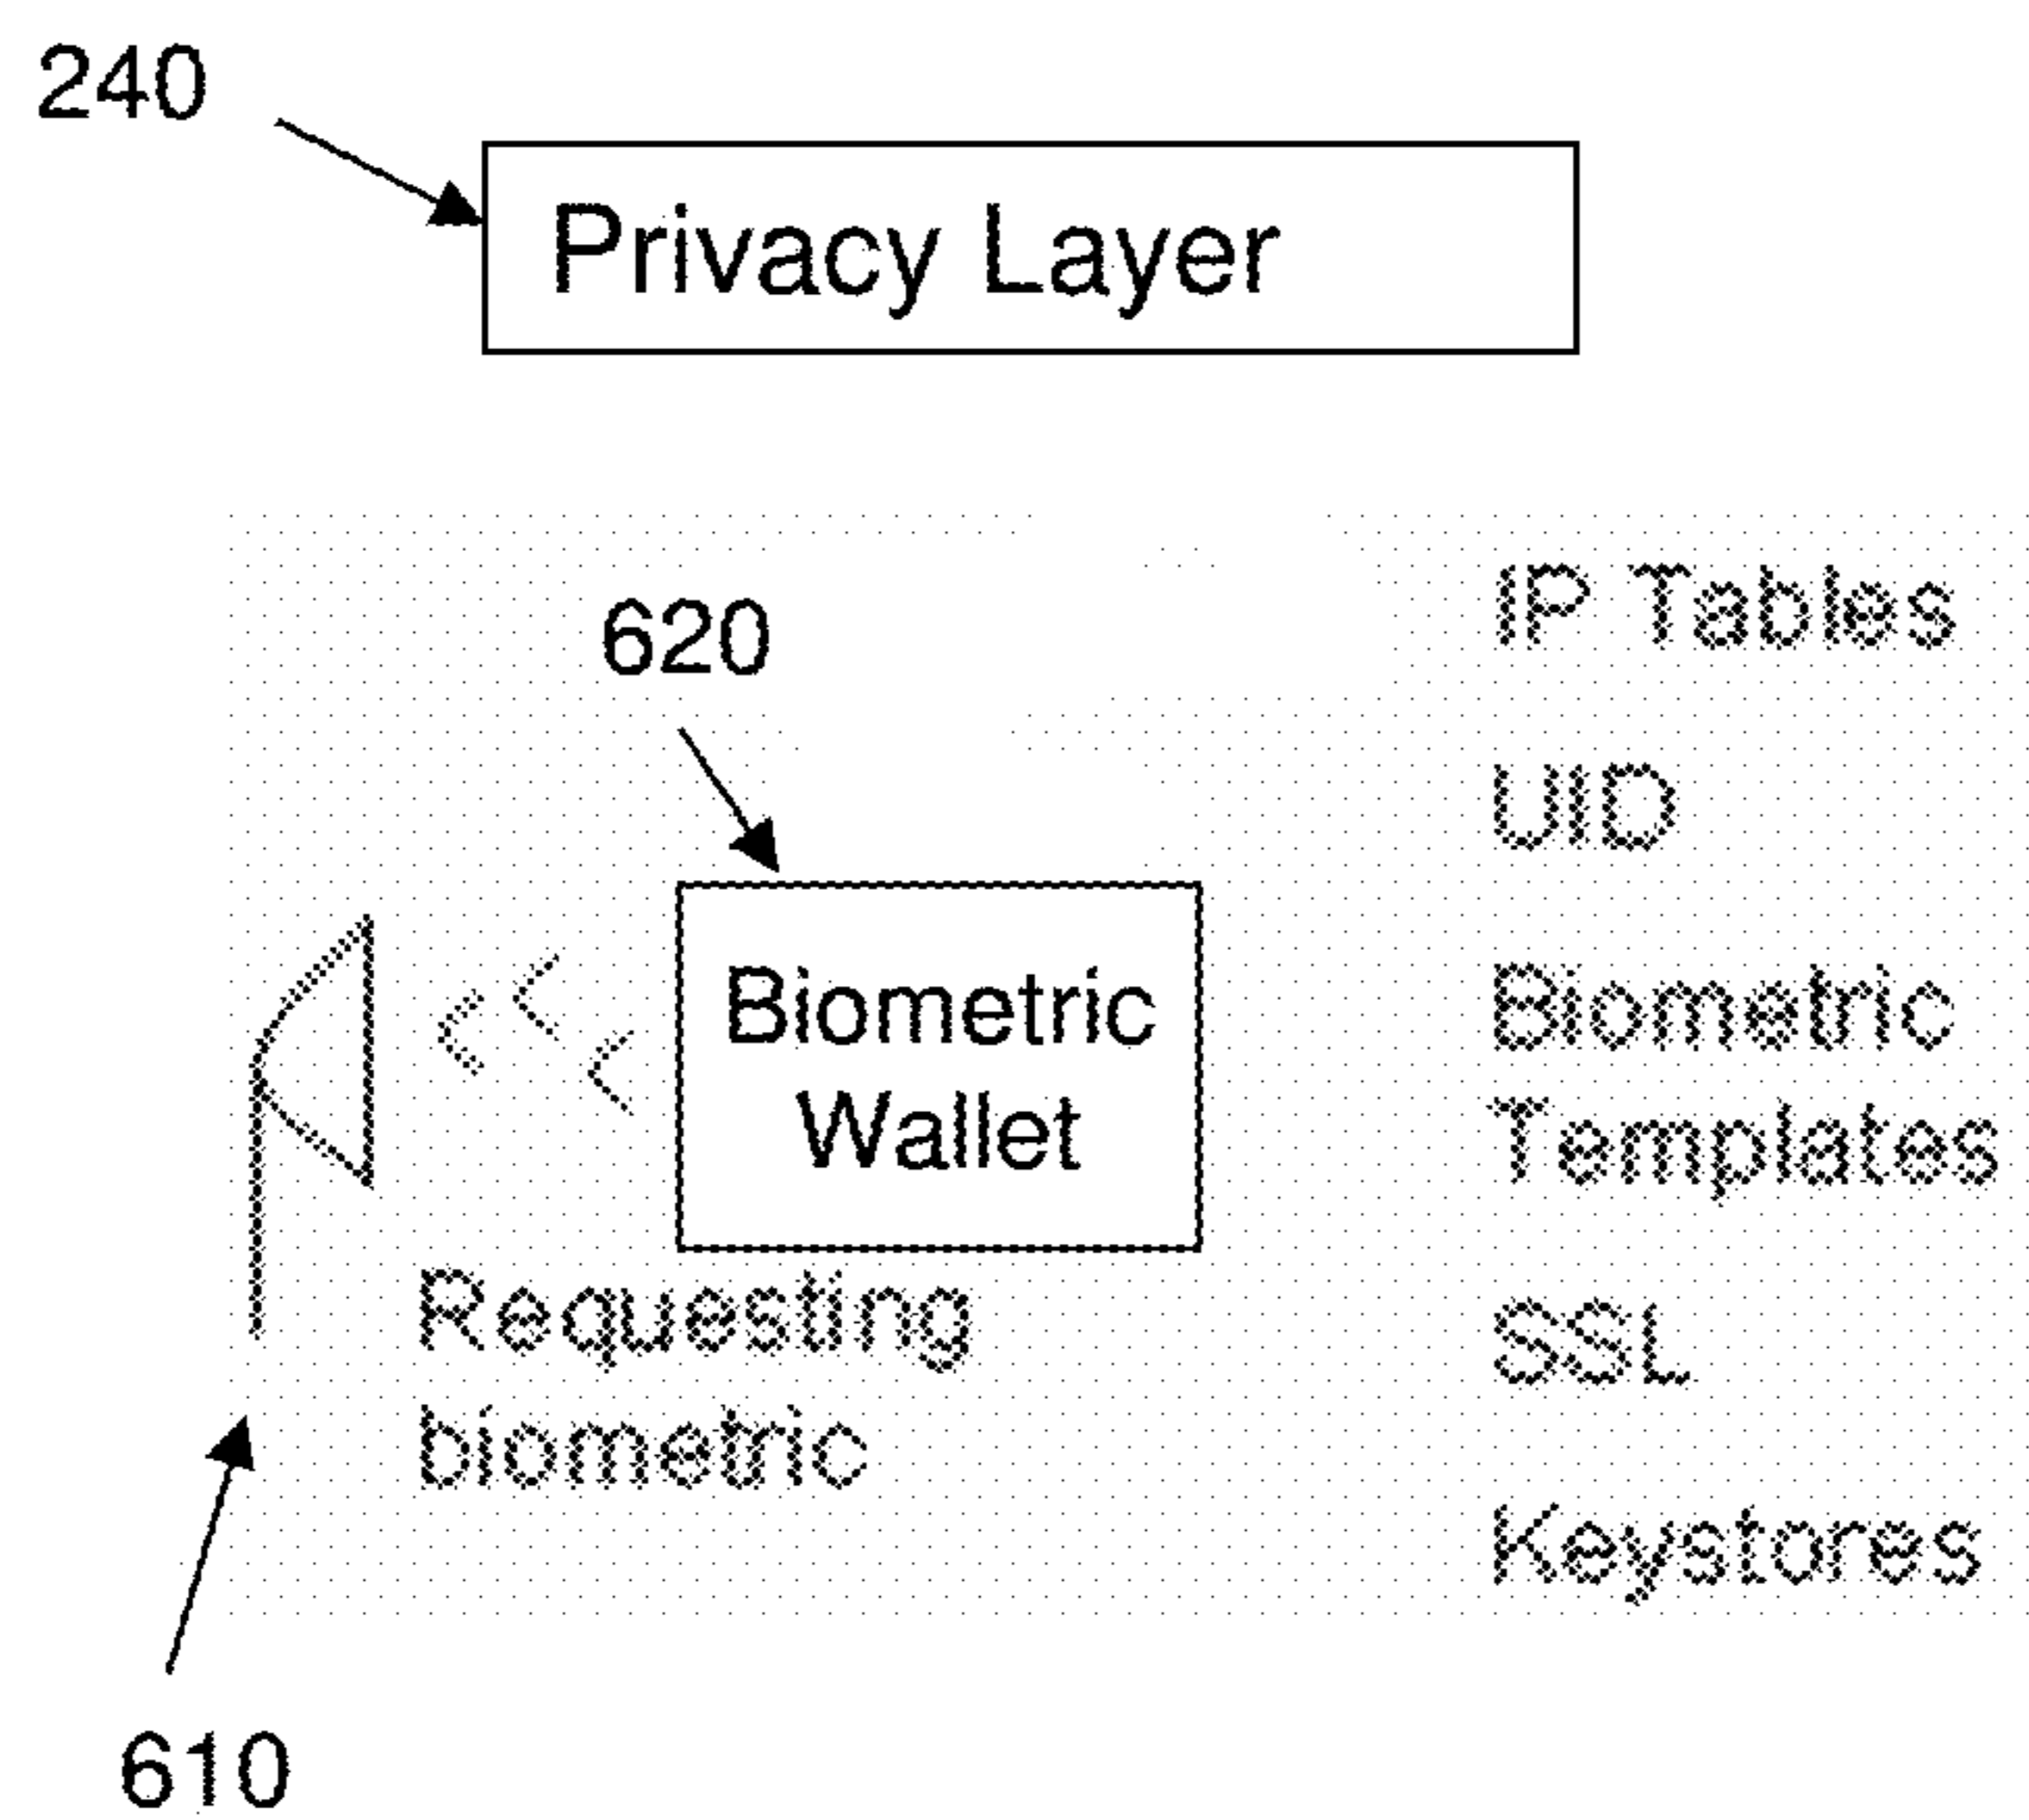 240
Privacy Layer
620
Biometric
Wallet
Requesting
biometric
610
IP Tables
UID
Biometric
Templates
SSL
Keystores